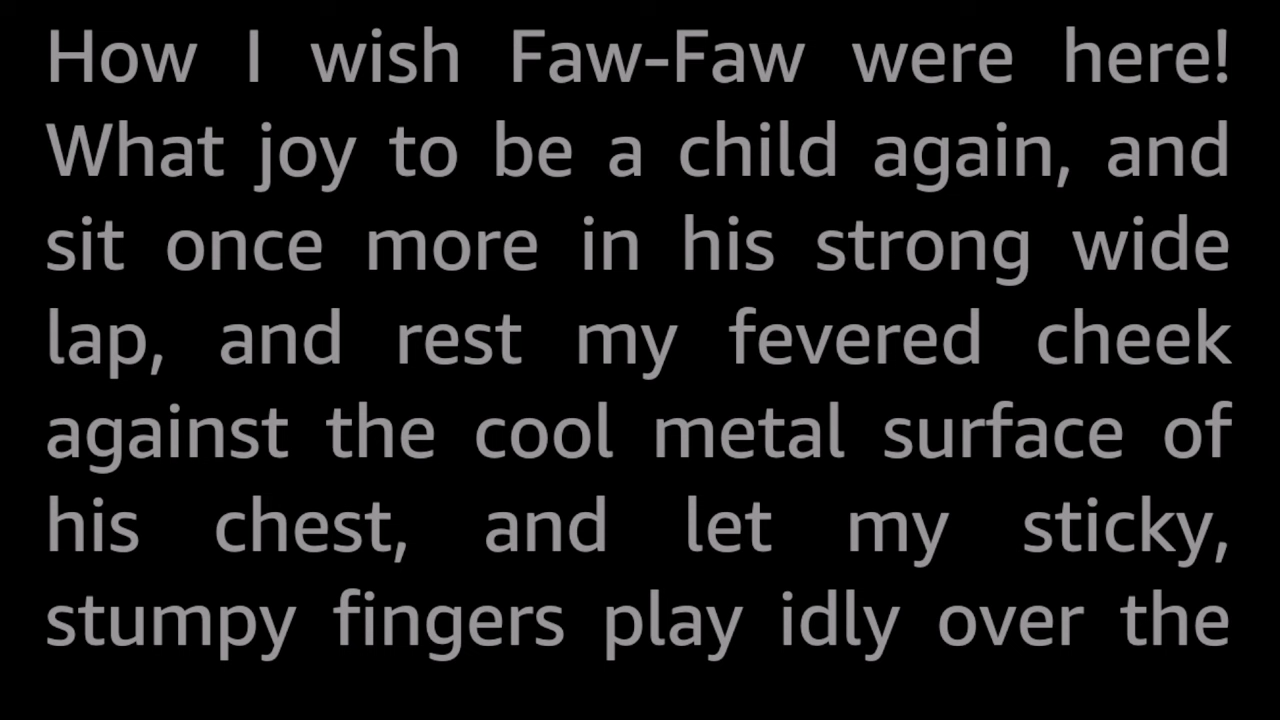 How I wish Faw-Faw were here!
What joy to be a child again, and
sit once more in his strong wide
lap, and rest my fevered cheek
against the cool metal surface of
his chest, and let my sticky,
stumpy fingers play idly over the